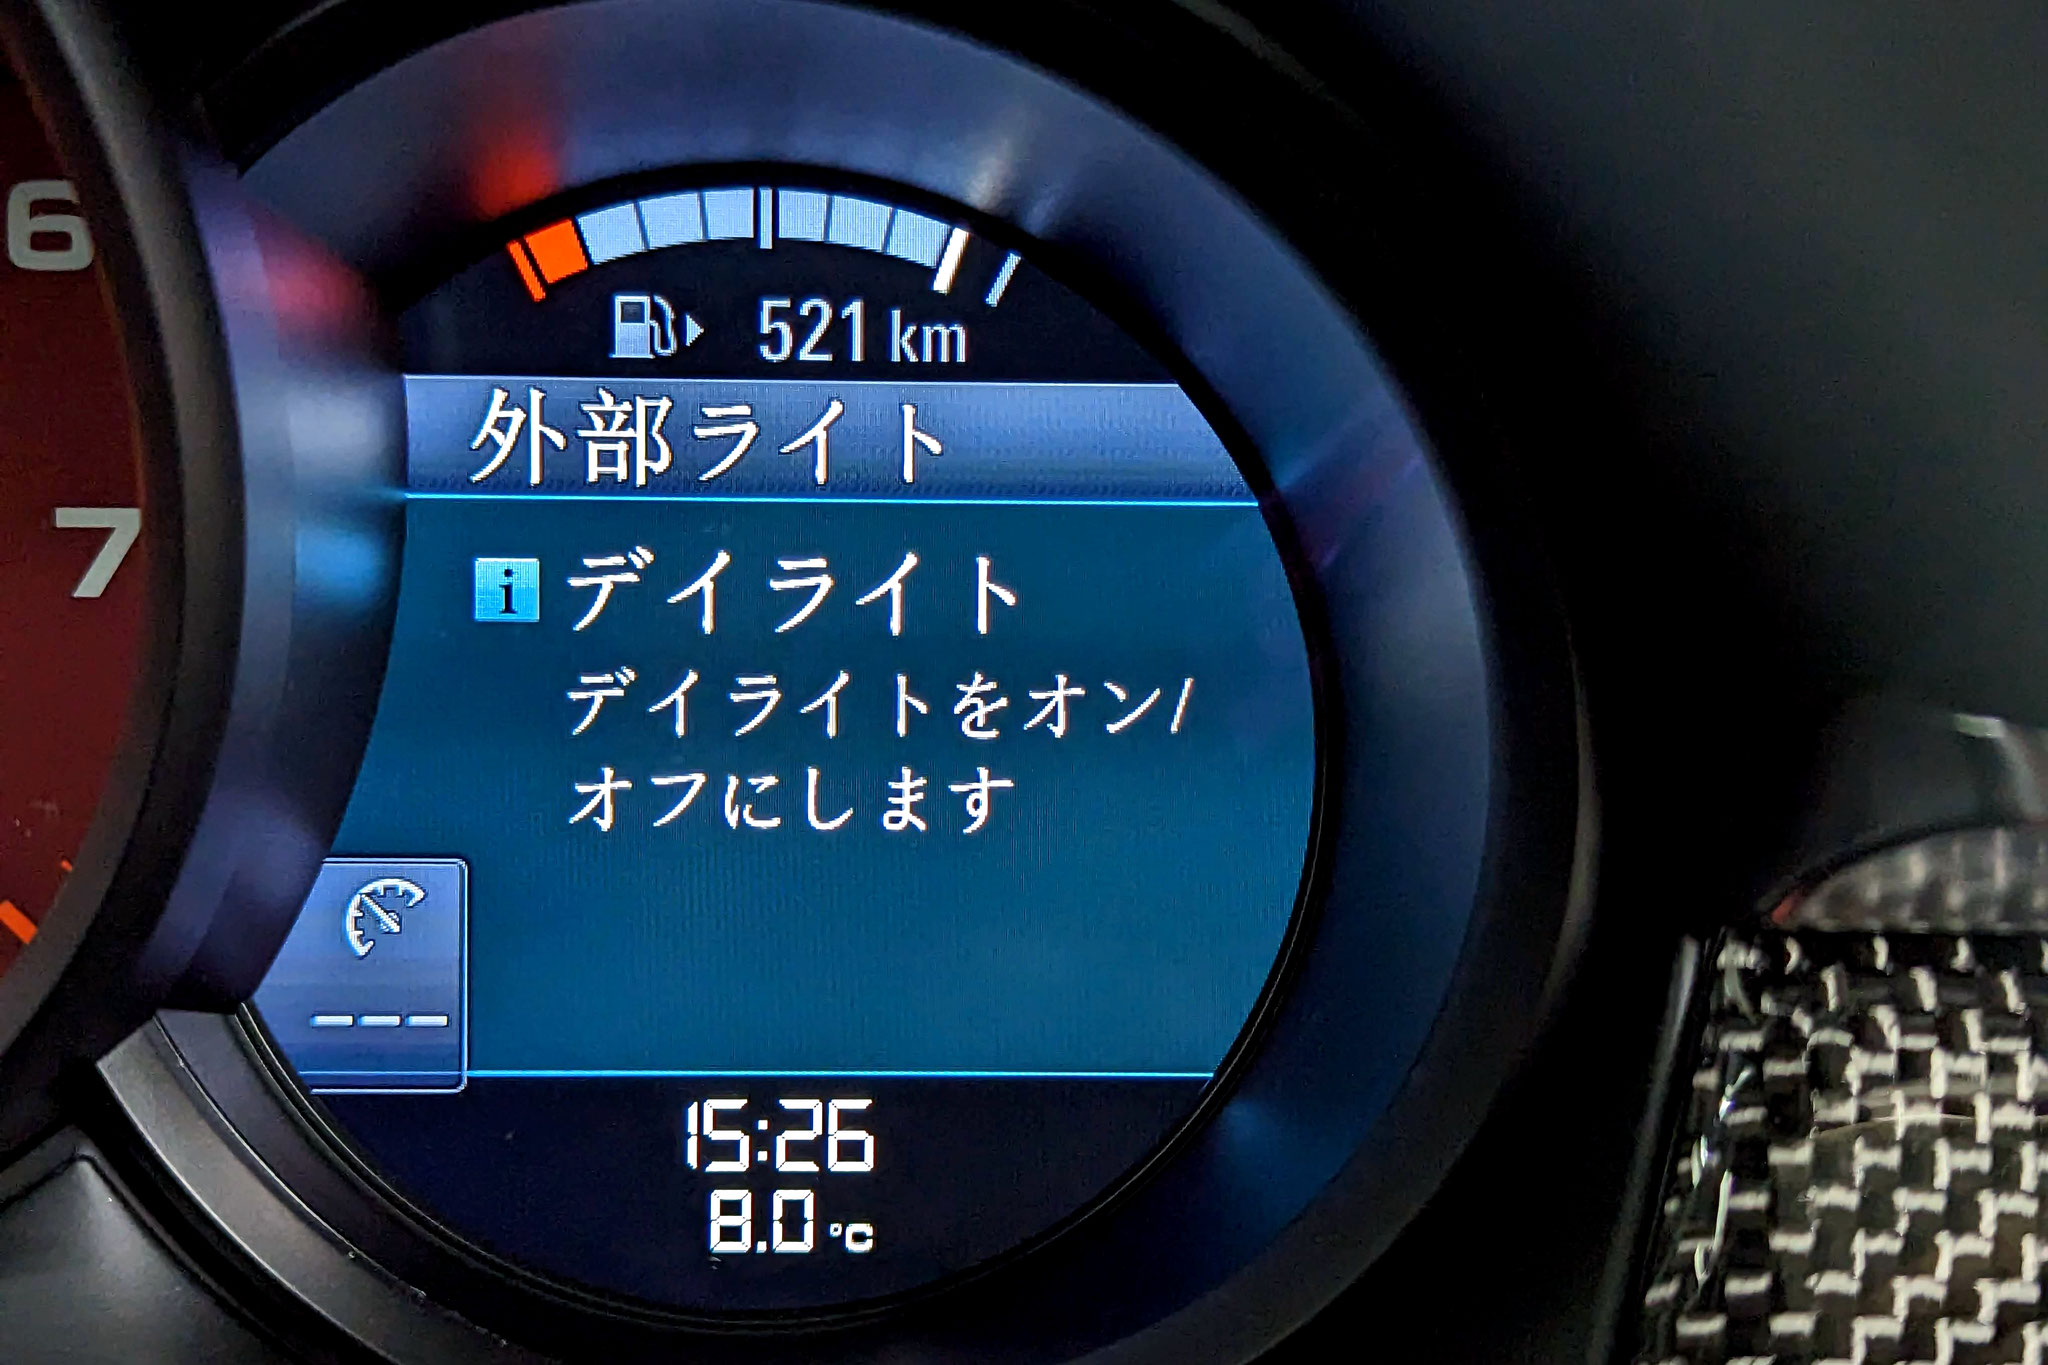 6
7
521 km
外部ライト
i デイライト
デイライトをオン/
オフにします
---
15:26
8.0 °C